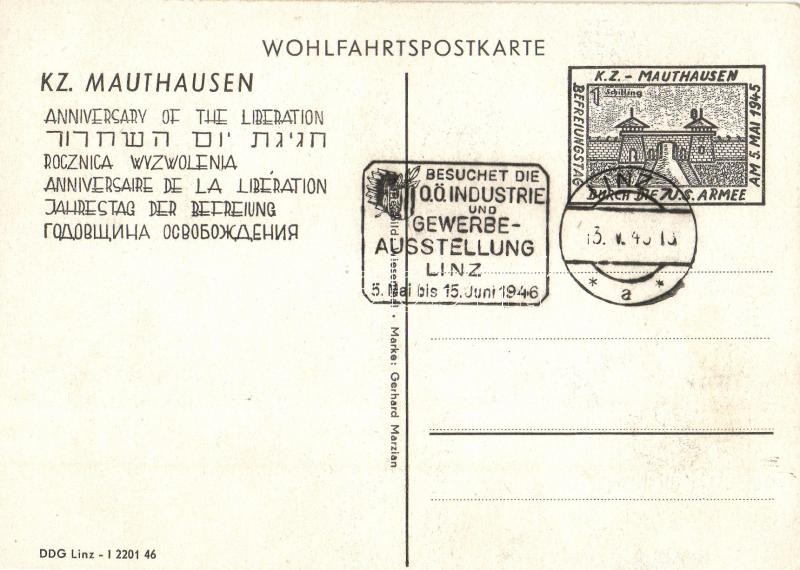 WOHLFAHRTSPOSTKARTE
KZ. MAUTHAUSEN
ANNIVERSARY OF THE LIBERATION
חגיגת יום השחרור
ROCZNICA WYZWOLENIA
ANNIVERSAIRE DE LA LIBÉRATION
JAHRESTAG DER BEFREIUNG
ГОДОВЩИНА ОСВОБОЖДЕНИЯ
K.Z. - MAUTHAUSEN
1 Schilling
BEFREIUNGSTAG
AM 5. MAI 1945
DURCH DIE U.S. ARMEE
BESUCHET DIE
O.Ö. INDUSTRIE
UND
GEWERBE-
AUSSTELLUNG
LINZ
5. Mai bis 15. Juni 1946
LINZ
* a *
Marke: Gerhard Marzian
DDG Linz - I 2201 46